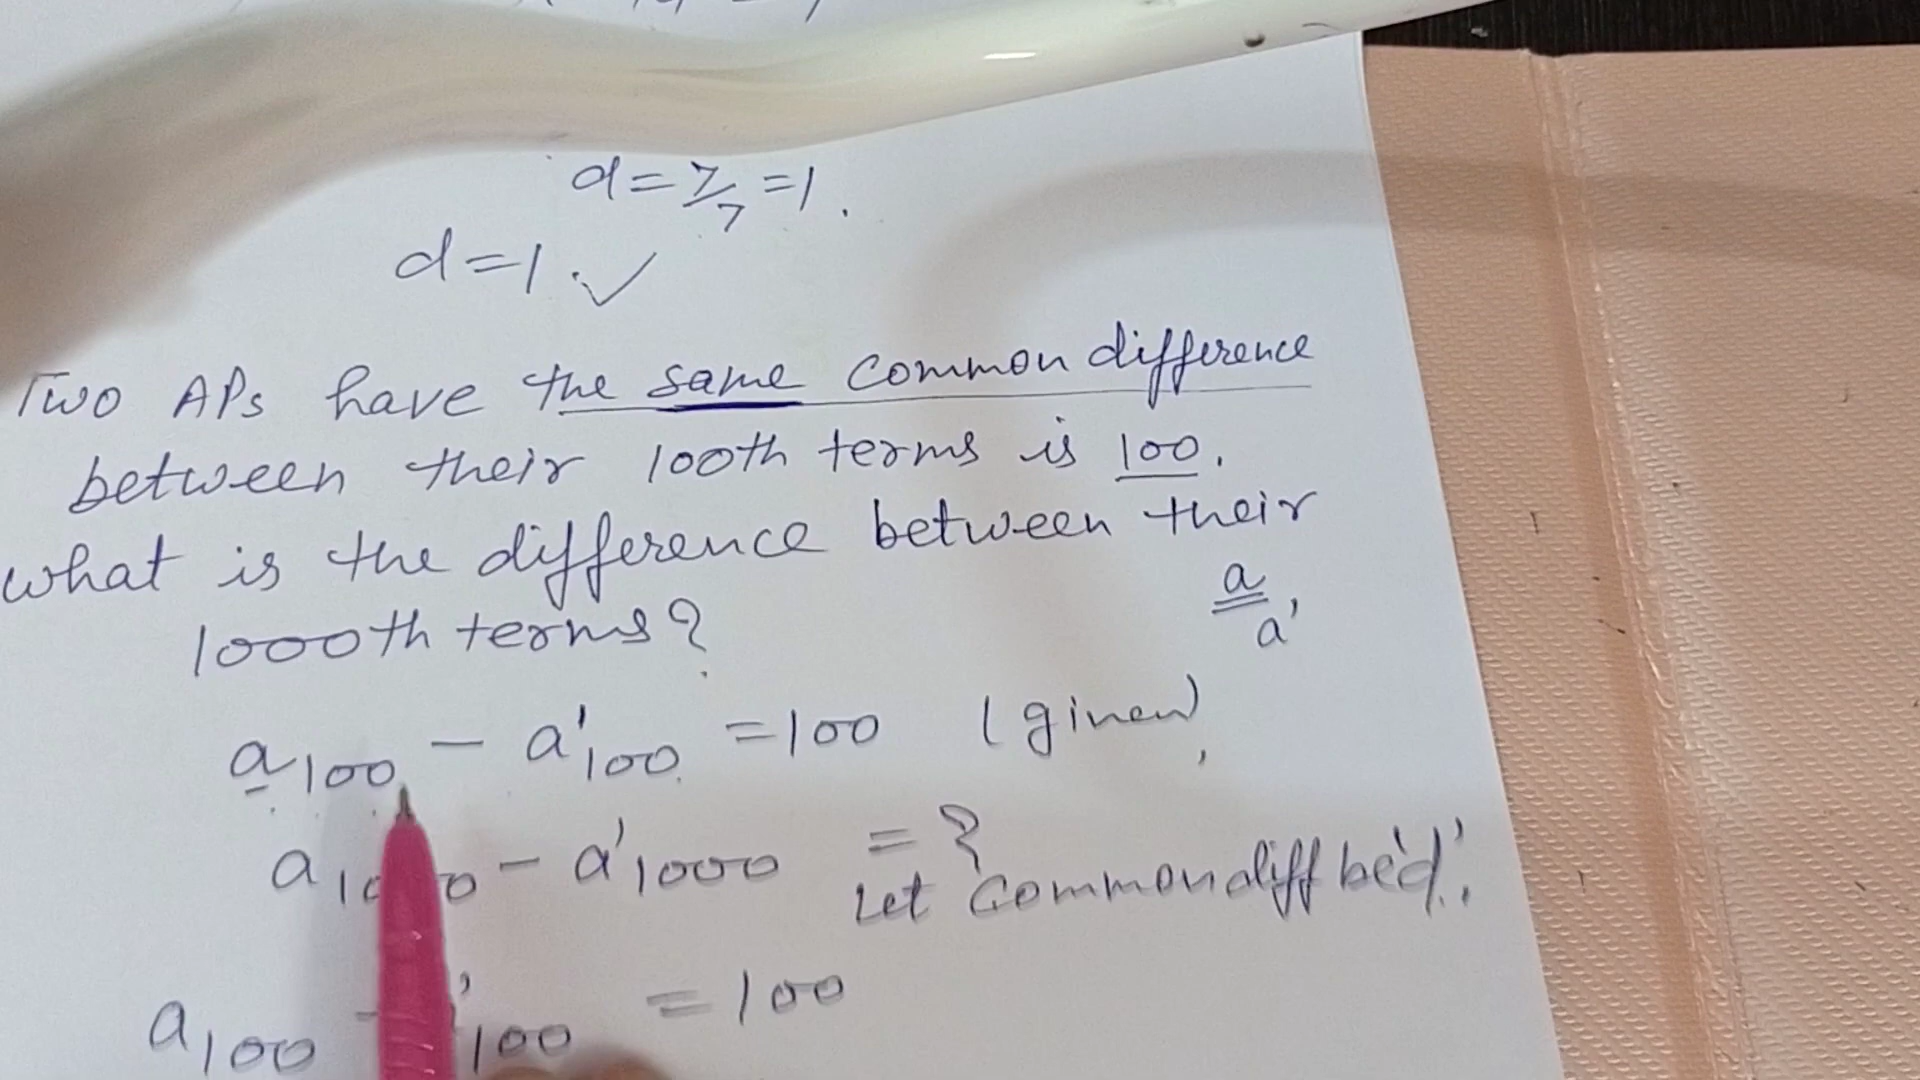 d = 7/7 = 1.
d = 1. ✓
Two APs have the same common difference
between their 100th terms is 100.
what is the difference between their
1000th terms?
a
a'
a100 - a'100 = 100 (given),
- a'1000 = ?
Let common diff be 'd'.
a100 - '100 = 100